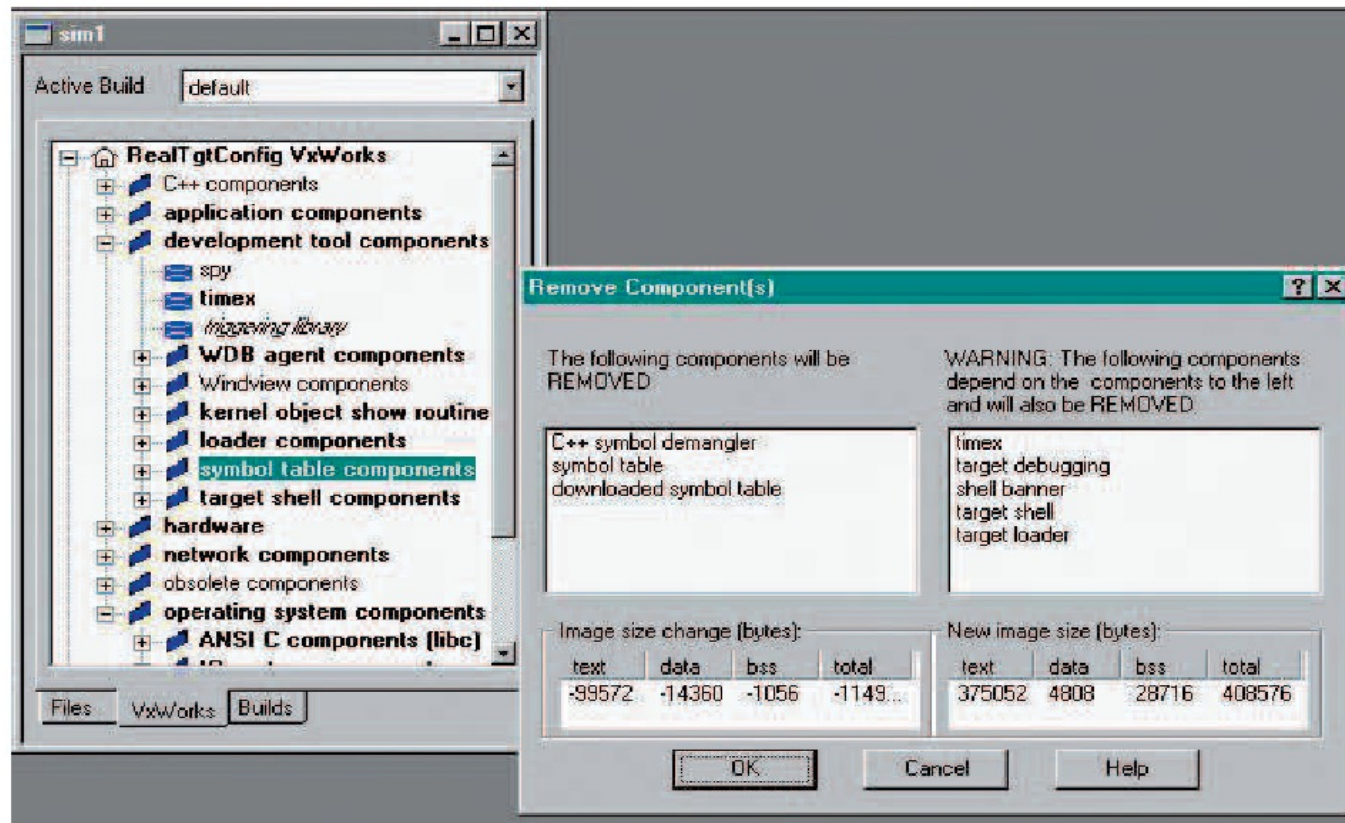 sim1
Active Build default
RealTgtConfig VxWorks
C++ components
application components
development tool components
spy
timex
triggering library
WDB agent components
Windview components
kernel object show routine
loader components
symbol table components
target shell components
hardware
network components
obsolete components
operating system components
ANSI C components (libc)
Files VxWorks Builds
Remove Component(s)
The following components will be
REMOVED
C++ symbol demangler
symbol table
downloaded symbol table
WARNING: The following components
depend on the components to the left
and will also be REMOVED
timex
target debugging
shell banner
target shell
target loader
Image size change (bytes):
text data bss total
-99572 -14360 -1056 -1149...
New image size (bytes):
text data bss total
375052 4808 28716 408576
OK Cancel Help